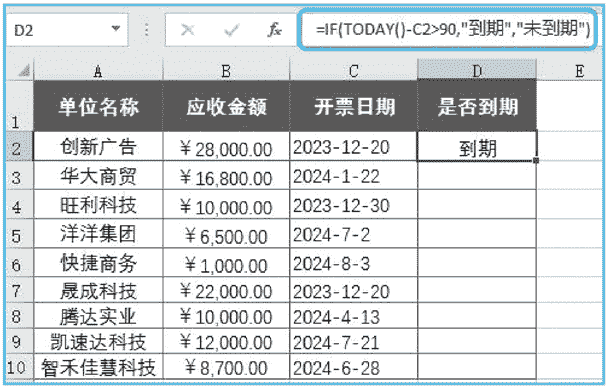 D2 fx =IF(TODAY()-C2>90,"到期","未到期")
A B C D E
1 单位名称 应收金额 开票日期 是否到期
2 创新广告 ￥28,000.00 2023-12-20 到期
3 华大商贸 ￥16,800.00 2024-1-22
4 旺利科技 ￥10,000.00 2023-12-30
5 洋洋集团 ￥6,500.00 2024-7-2
6 快捷商务 ￥1,000.00 2024-8-3
7 晟成科技 ￥22,000.00 2023-12-20
8 腾达实业 ￥10,000.00 2024-4-13
9 凯速达科技 ￥12,000.00 2024-7-21
10 智禾佳慧科技 ￥8,700.00 2024-6-28